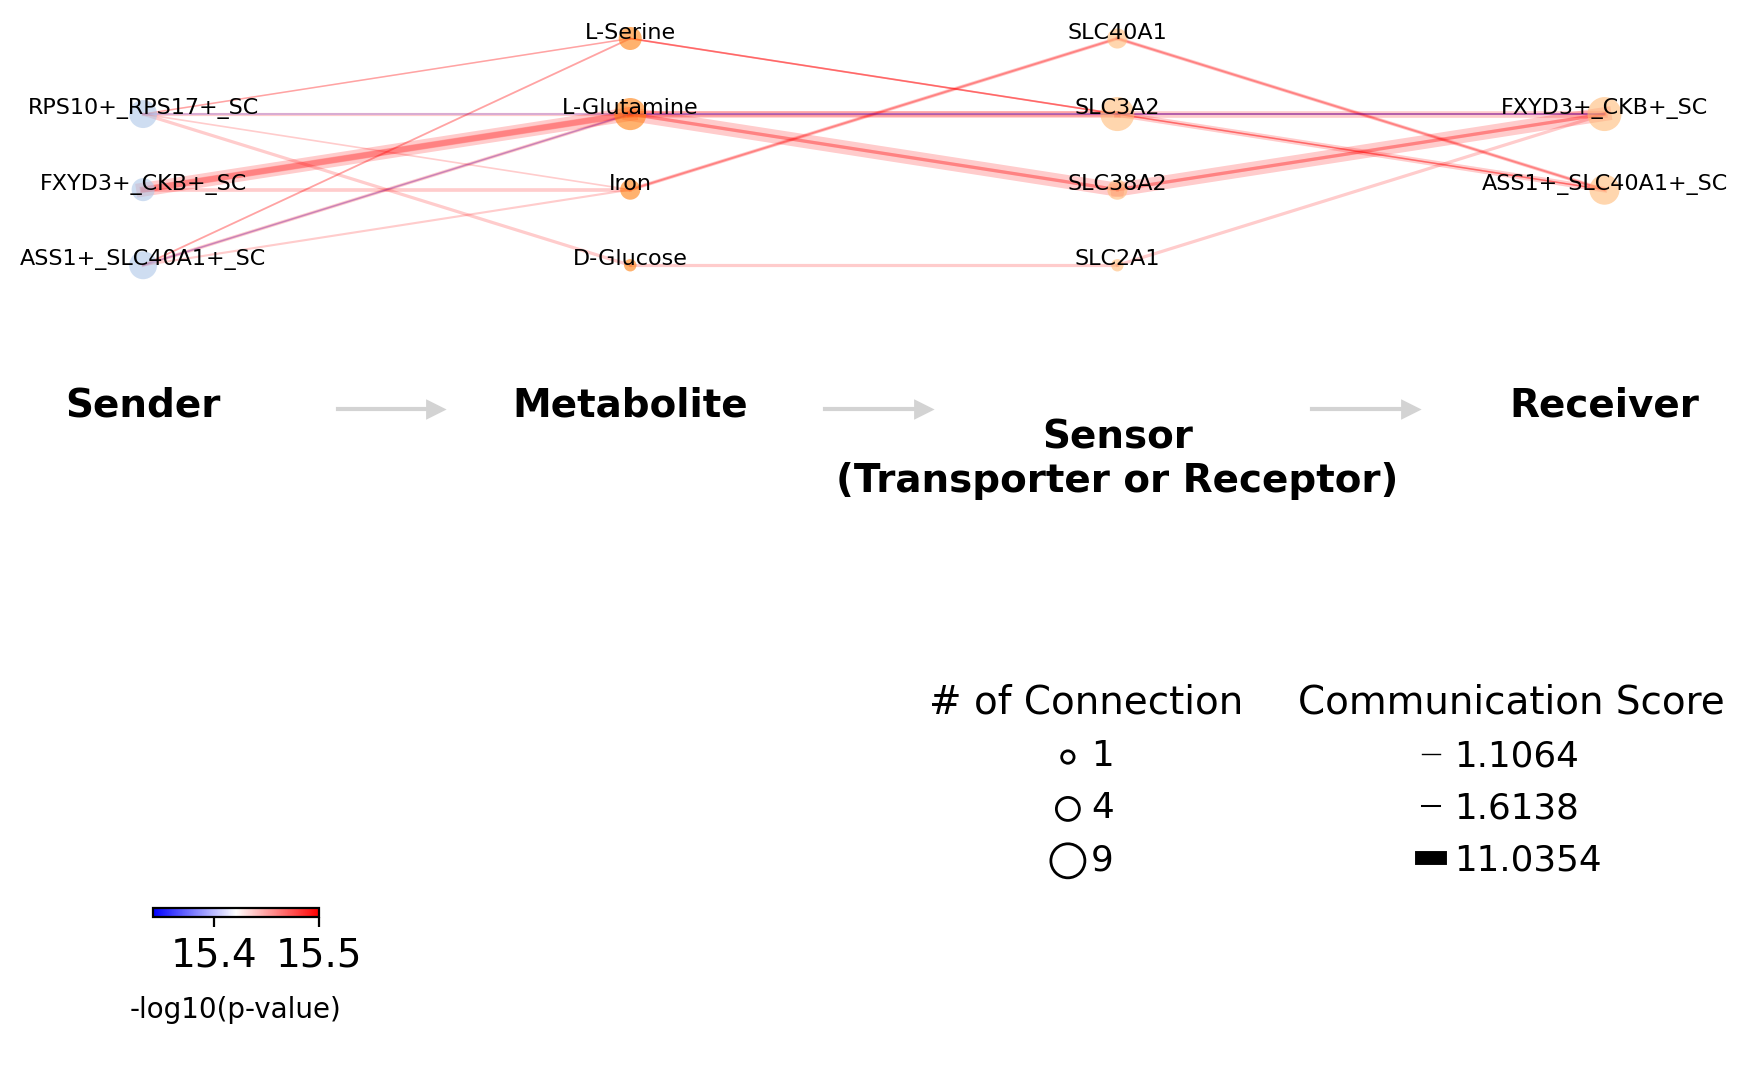 L-Serine
SLC40A1
RPS10+_RPS17+_SC
L-Glutamine
SLC3A2
FXYD3+_CKB+_SC
FXYD3+_CKB+_SC
Iron
SLC38A2
ASS1+_SLC40A1+_SC
ASS1+_SLC40A1+_SC
D-Glucose
SLC2A1
Sender
Metabolite
Sensor
(Transporter or Receptor)
Receiver
# of Connection
1
4
9
Communication Score
1.1064
1.6138
11.0354
15.4 15.5
-log10(p-value)